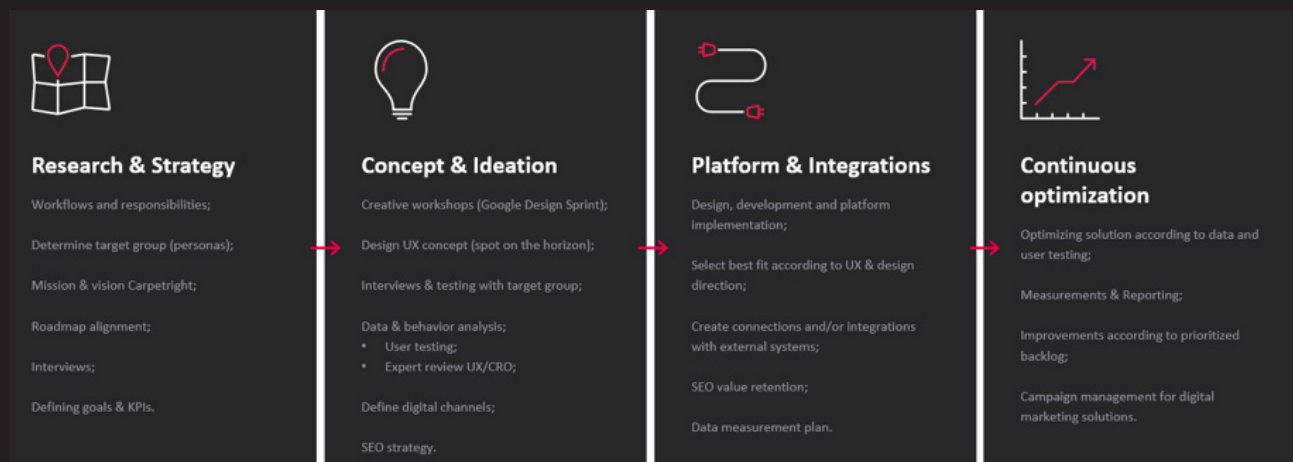 Research & Strategy
Workflows and responsibilities;
Determine target group (personas);
Mission & vision Carpetright;
Roadmap alignment;
Interviews;
Defining goals & KPIs.
Concept & Ideation
Creative workshops (Google Design Sprint);
Design UX concept (spot on the horizon);
Interviews & testing with target group;
Data & behavior analysis;
• User testing;
• Expert review UX/CRO;
Define digital channels;
SEO strategy.
Platform & Integrations
Design, development and platform
implementation;
Select best fit according to UX & design
direction;
Create connections and/or integrations
with external systems;
SEO value retention;
Data measurement plan.
Continuous
optimization
Optimizing solution according to data and
user testing;
Measurements & Reporting;
Improvements according to prioritized
backlog;
Campaign management for digital
marketing solutions.